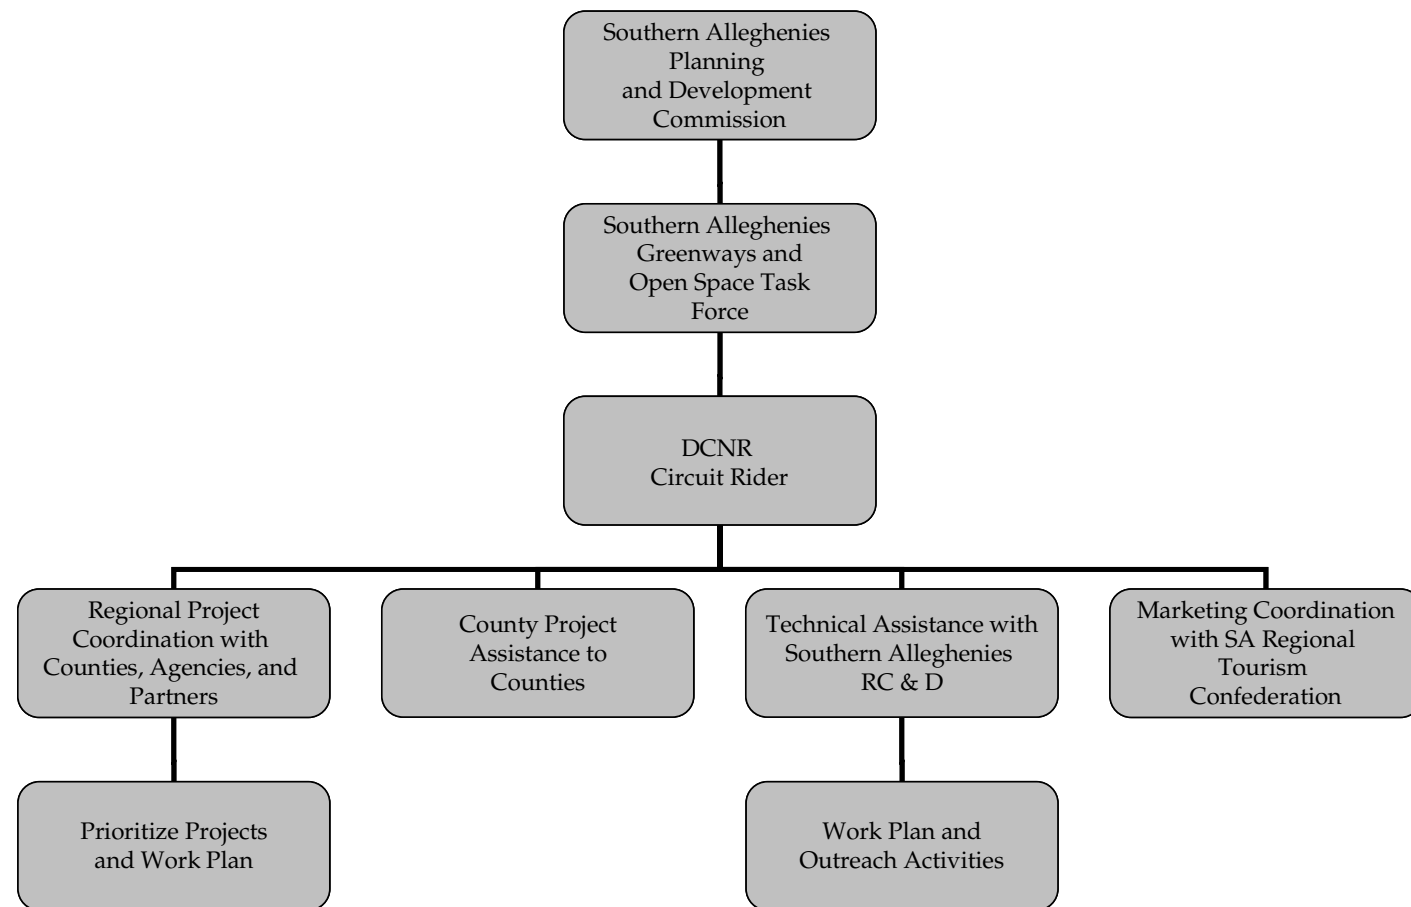 Southern Alleghenies
Planning
and Development
Commission
Southern Alleghenies
Greenways and
Open Space Task
Force
DCNR
Circuit Rider
Regional Project
Coordination with
Counties, Agencies, and
Partners
County Project
Assistance to
Counties
Technical Assistance with
Southern Alleghenies
RC & D
Marketing Coordination
with SA Regional
Tourism
Confederation
Prioritize Projects
and Work Plan
Work Plan and
Outreach Activities